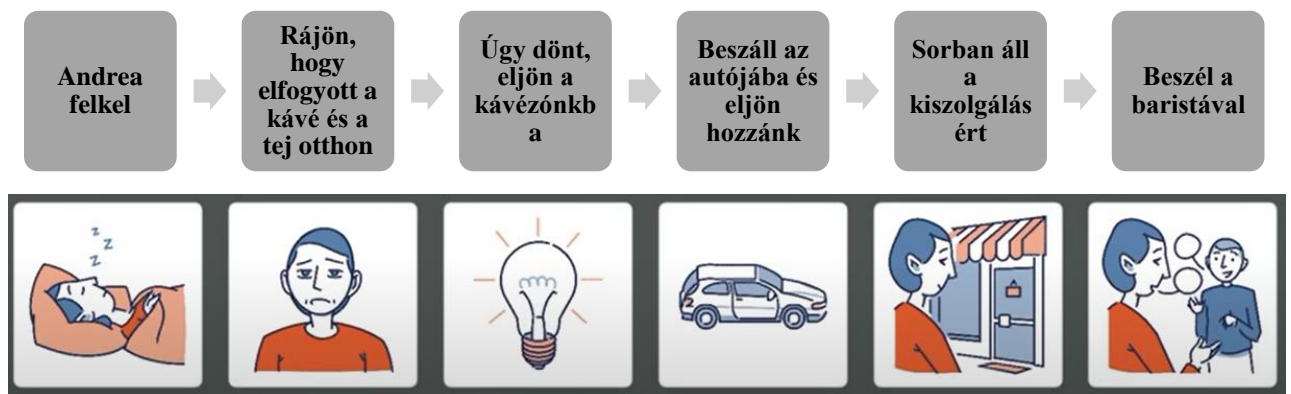 Andrea
felkel
Rájön,
hogy
elfogyott a
kávé és a
tej otthon
Úgy dönt,
eljön a
kávézónkb
a
Beszáll az
autójába és
eljön
hozzánk
Sorban áll
a
kiszolgálás
ért
Beszél a
baristával
z
z
z